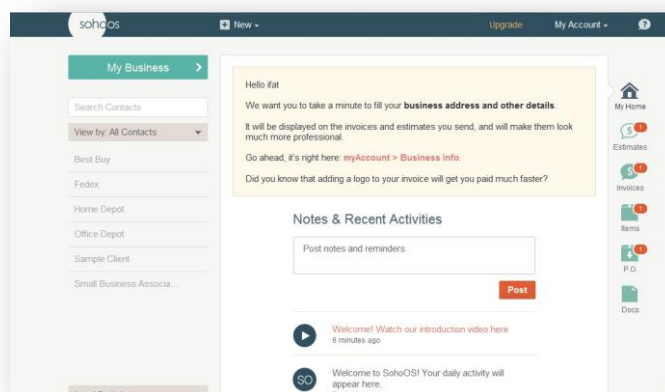 sohoos
New
Upgrade
My Account
?
My Business
Search Contacts
View by: All Contacts
Best Buy
Fedex
Home Depot
Office Depot
Sample Client
Small Business Associa...
Hello ifat
We want you to take a minute to fill your business address and other details.
It will be displayed on the invoices and estimates you send, and will make them look
much more professional.
Go ahead, it's right here: myAccount > Business info.
Did you know that adding a logo to your invoice will get you paid much faster?
Notes & Recent Activities
Post notes and reminders
Post
Welcome! Watch our introduction video here
6 minutes ago
SO
Welcome to SohoOS! Your daily activity will
appear here.
My Home
1
Estimates
1
Invoices
1
Items
1
P.O.
Docs